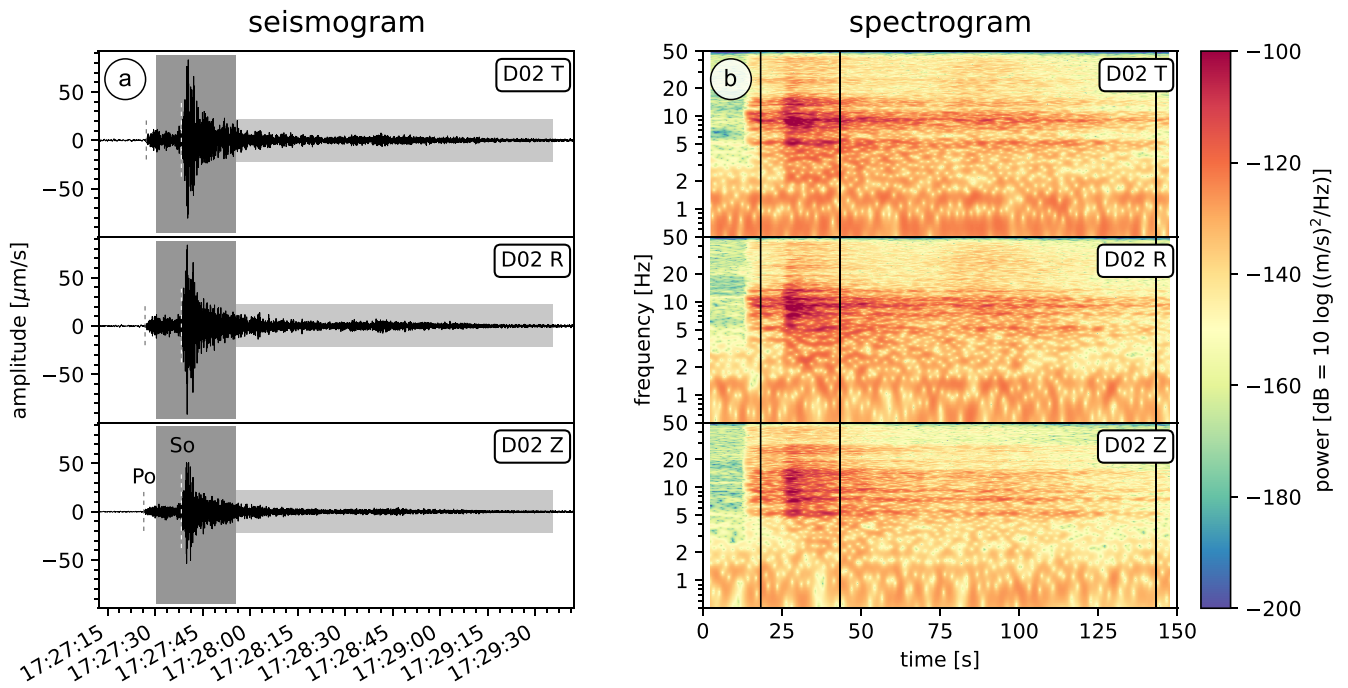 seismogram
spectrogram
a
D02 T
50
0
−50
D02 R
50
0
−50
D02 Z
So
Po
50
0
−50
amplitude [μm/s]
17:27:15
17:27:30
17:27:45
17:28:00
17:28:15
17:28:30
17:28:45
17:29:00
17:29:15
17:29:30
b
D02 T
50
20
10
5
2
1
D02 R
50
20
10
5
2
1
D02 Z
50
20
10
5
2
1
frequency [Hz]
0 25 50 75 100 125 150
time [s]
−100
−120
−140
−160
−180
−200
power [dB = 10 log ((m/s)²/Hz)]